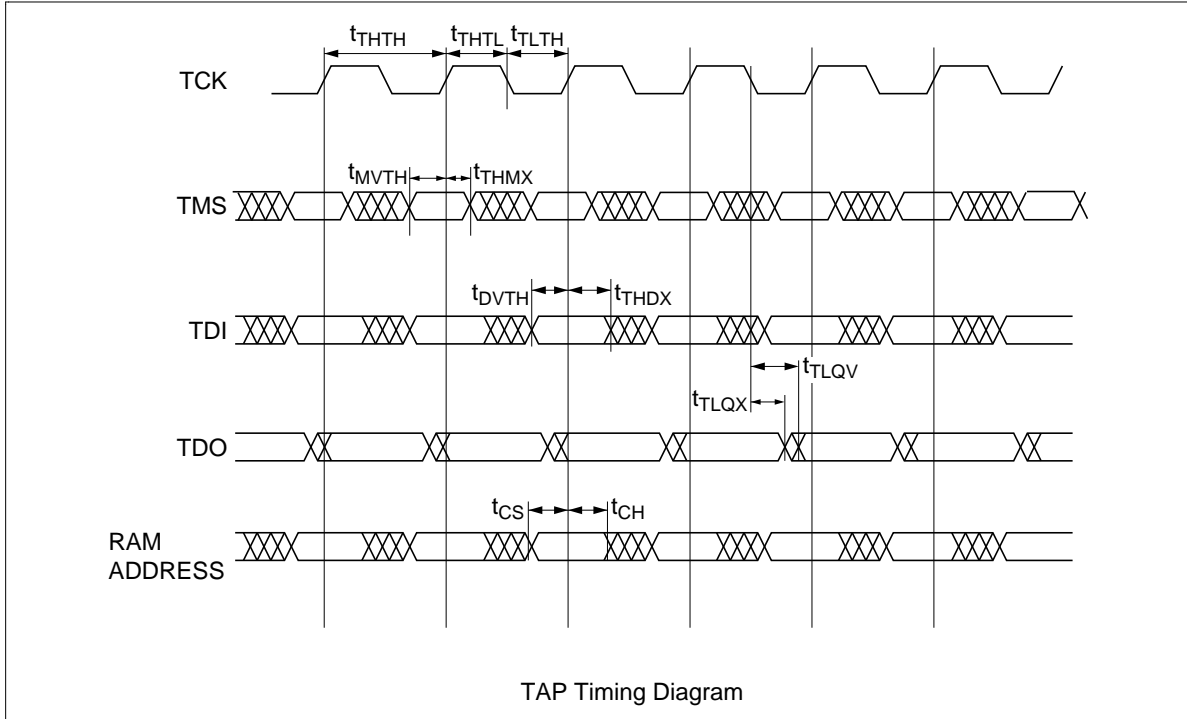 tTHTH tTHTL tTLTH
TCK
tMVTH tTHMX
TMS
tDVTH tTHDX
TDI
tTLQV
tTLQX
TDO
tCS tCH
RAM
ADDRESS
TAP Timing Diagram